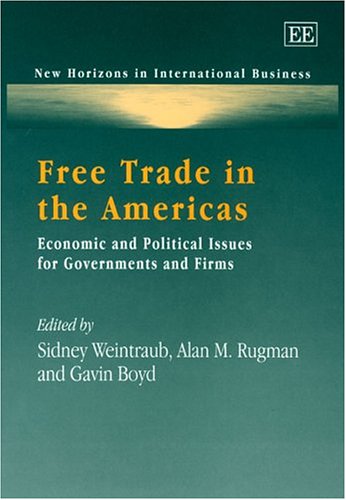 EE
New Horizons in International Business
Free Trade in
the Americas
Economic and Political Issues
for Governments and Firms
Edited by
Sidney Weintraub, Alan M. Rugman
and Gavin Boyd